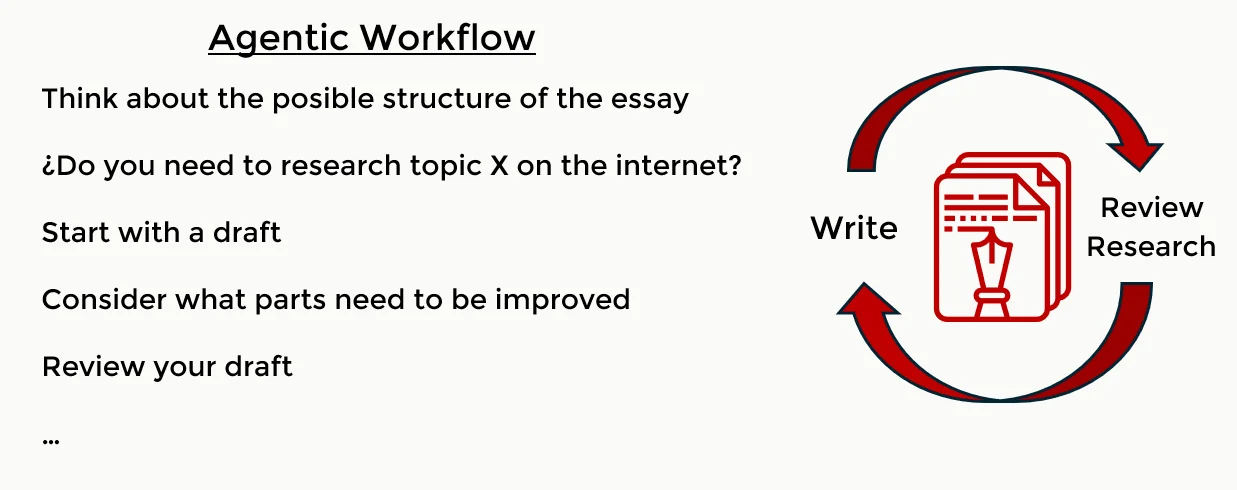 Agentic Workflow
Think about the posible structure of the essay
¿Do you need to research topic X on the internet?
Start with a draft
Consider what parts need to be improved
Review your draft
...
Write
Review
Research